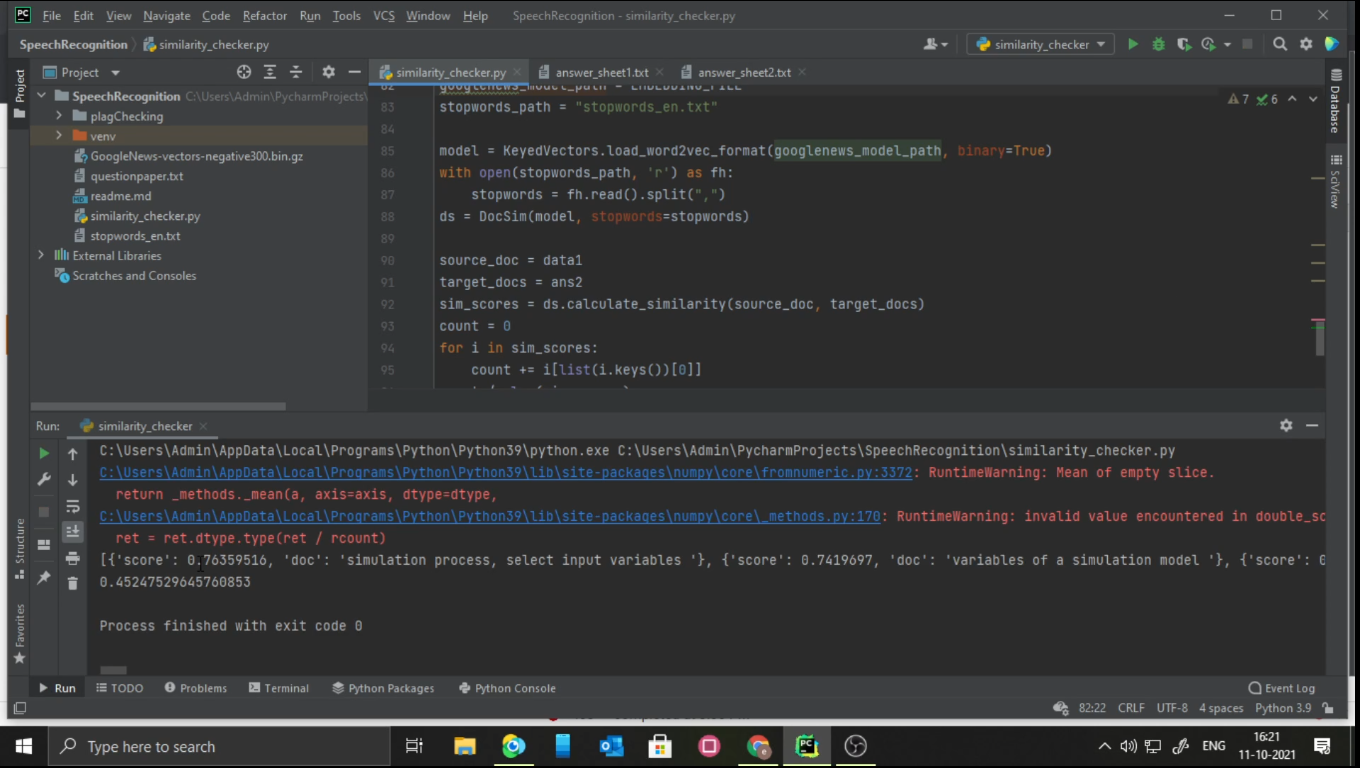 PC File Edit View Navigate Code Refactor Run Tools VCS Window Help SpeechRecognition - similarity_checker.py
SpeechRecognition similarity_checker.py similarity_checker
Project
Project
similarity_checker.py answer_sheet1.txt answer_sheet2.txt
SpeechRecognition C:\Users\Admin\PycharmProjects\
plagChecking
venv
GoogleNews-vectors-negative300.bin.gz
questionpaper.txt
readme.md
similarity_checker.py
stopwords_en.txt
External Libraries
Scratches and Consoles
7 6
82 googlenews_model_path = EMBEDDING_FILE
83 stopwords_path = "stopwords_en.txt"
84
85 model = KeyedVectors.load_word2vec_format(googlenews_model_path, binary=True)
86 with open(stopwords_path, 'r') as fh:
87 stopwords = fh.read().split(",")
88 ds = DocSim(model, stopwords=stopwords)
89
90 source_doc = data1
91 target_docs = ans2
92 sim_scores = ds.calculate_similarity(source_doc, target_docs)
93 count = 0
94 for i in sim_scores:
95 count += i[list(i.keys())[0]]
Database
SciView
Run: similarity_checker
C:\Users\Admin\AppData\Local\Programs\Python\Python39\python.exe C:\Users\Admin\PycharmProjects\SpeechRecognition\similarity_checker.py
C:\Users\Admin\AppData\Local\Programs\Python\Python39\lib\site-packages\numpy\core\fromnumeric.py:3372: RuntimeWarning: Mean of empty slice.
return _methods._mean(a, axis=axis, dtype=dtype,
C:\Users\Admin\AppData\Local\Programs\Python\Python39\lib\site-packages\numpy\core\_methods.py:170: RuntimeWarning: invalid value encountered in double_sc
ret = ret.dtype.type(ret / rcount)
[{'score': 0.76359516, 'doc': 'simulation process, select input variables '}, {'score': 0.7419697, 'doc': 'variables of a simulation model '}, {'score': 0
0.45247529645760853
Process finished with exit code 0
Structure
Favorites
Run TODO Problems Terminal Python Packages Python Console Event Log
82:22 CRLF UTF-8 4 spaces Python 3.9
Type here to search
PC
ENG
16:21
11-10-2021